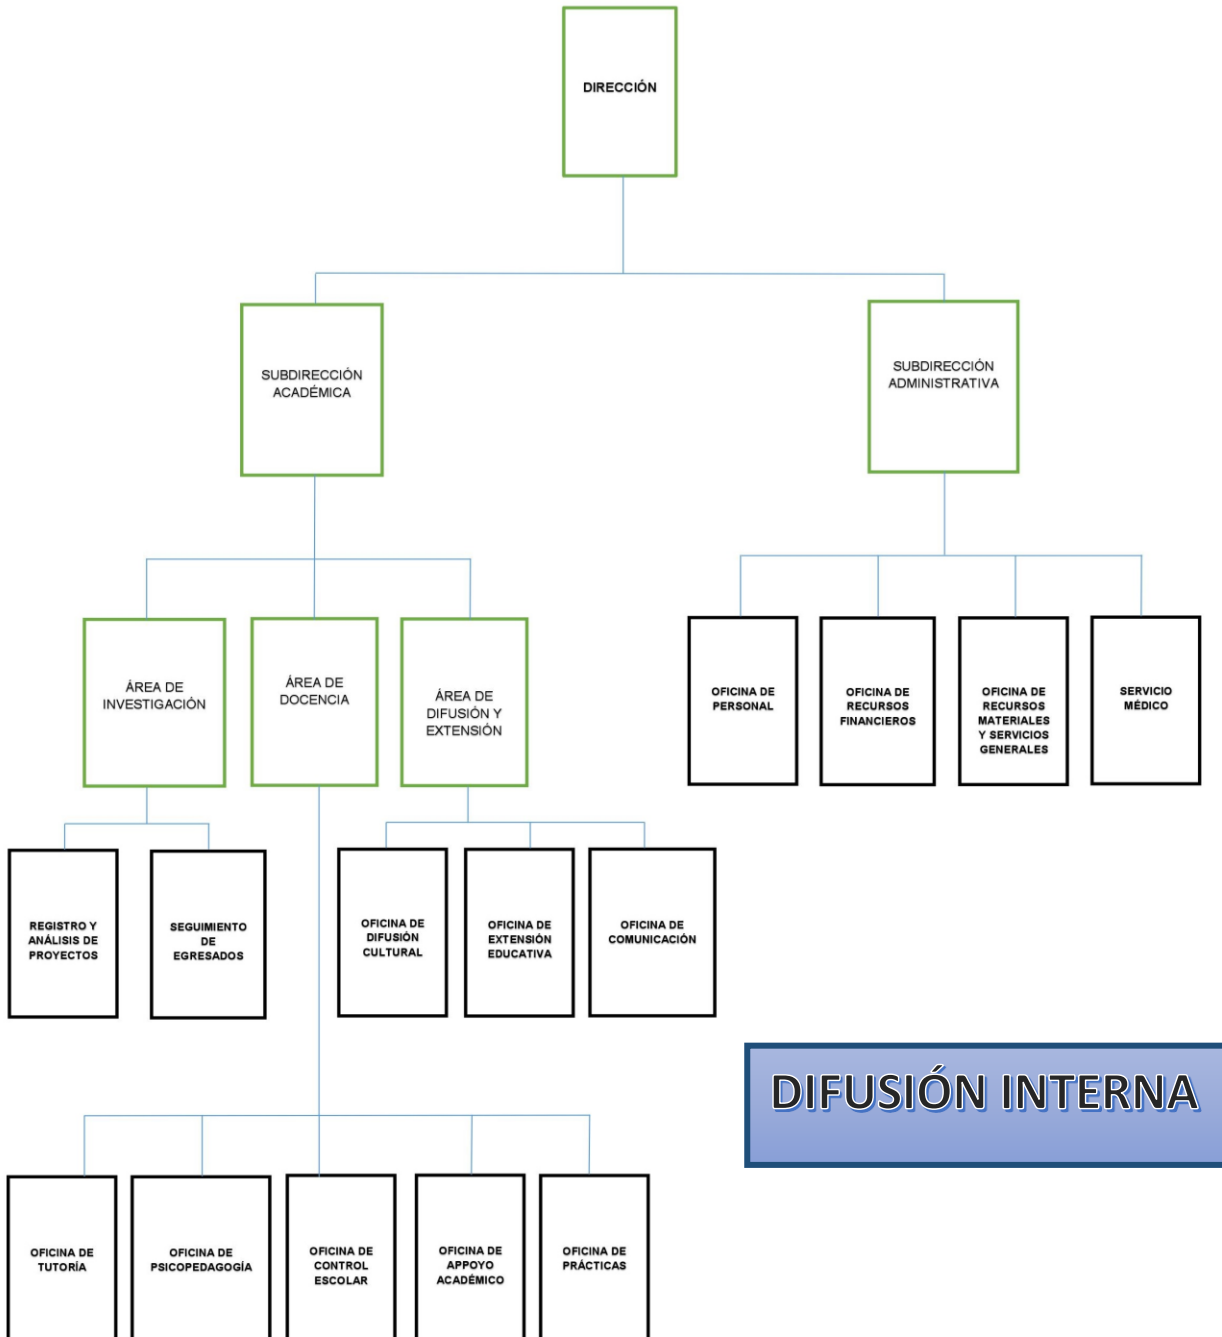 DIRECCIÓN
SUBDIRECCIÓN
ACADÉMICA
SUBDIRECCIÓN
ADMINISTRATIVA
ÁREA DE
INVESTIGACIÓN
ÁREA DE
DOCENCIA
ÁREA DE
DIFUSIÓN Y
EXTENSIÓN
OFICINA DE
PERSONAL
OFICINA DE
RECURSOS
FINANCIEROS
OFICINA DE
RECURSOS
MATERIALES
Y SERVICIOS
GENERALES
SERVICIO
MÉDICO
REGISTRO Y
ANÁLISIS DE
PROYECTOS
SEGUIMIENTO
DE
EGRESADOS
OFICINA DE
DIFUSIÓN
CULTURAL
OFICINA DE
EXTENSIÓN
EDUCATIVA
OFICINA DE
COMUNICACIÓN
DIFUSIÓN INTERNA
OFICINA DE
TUTORÍA
OFICINA DE
PSICOPEDAGOGÍA
OFICINA DE
CONTROL
ESCOLAR
OFICINA DE
APPOYO
ACADÉMICO
OFICINA DE
PRÁCTICAS